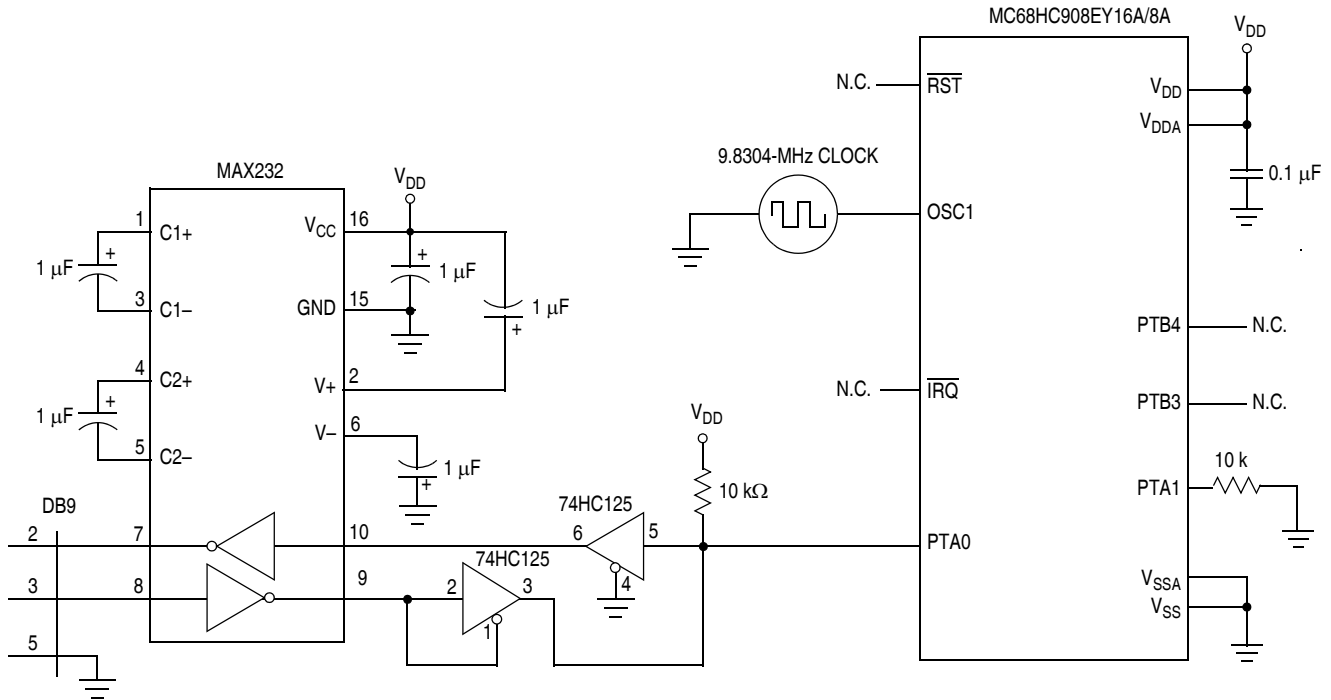 MC68HC908EY16A/8A
VDD
N.C.
RST
VDD
VDDA
0.1 µF
9.8304-MHz CLOCK
OSC1
MAX232
VDD
1
C1+
VCC
16
+
1 µF
+
1 µF
3
C1–
GND
15
1 µF
+
PTB4
N.C.
4
C2+
V+
2
N.C.
IRQ
PTB3
N.C.
+
1 µF
V–
6
VDD
5
C2–
1 µF
+
10 kΩ
10 k
PTA1
DB9
74HC125
2
7
10
6
5
4
PTA0
74HC125
3
8
9
2
3
1
VSSA
VSS
5